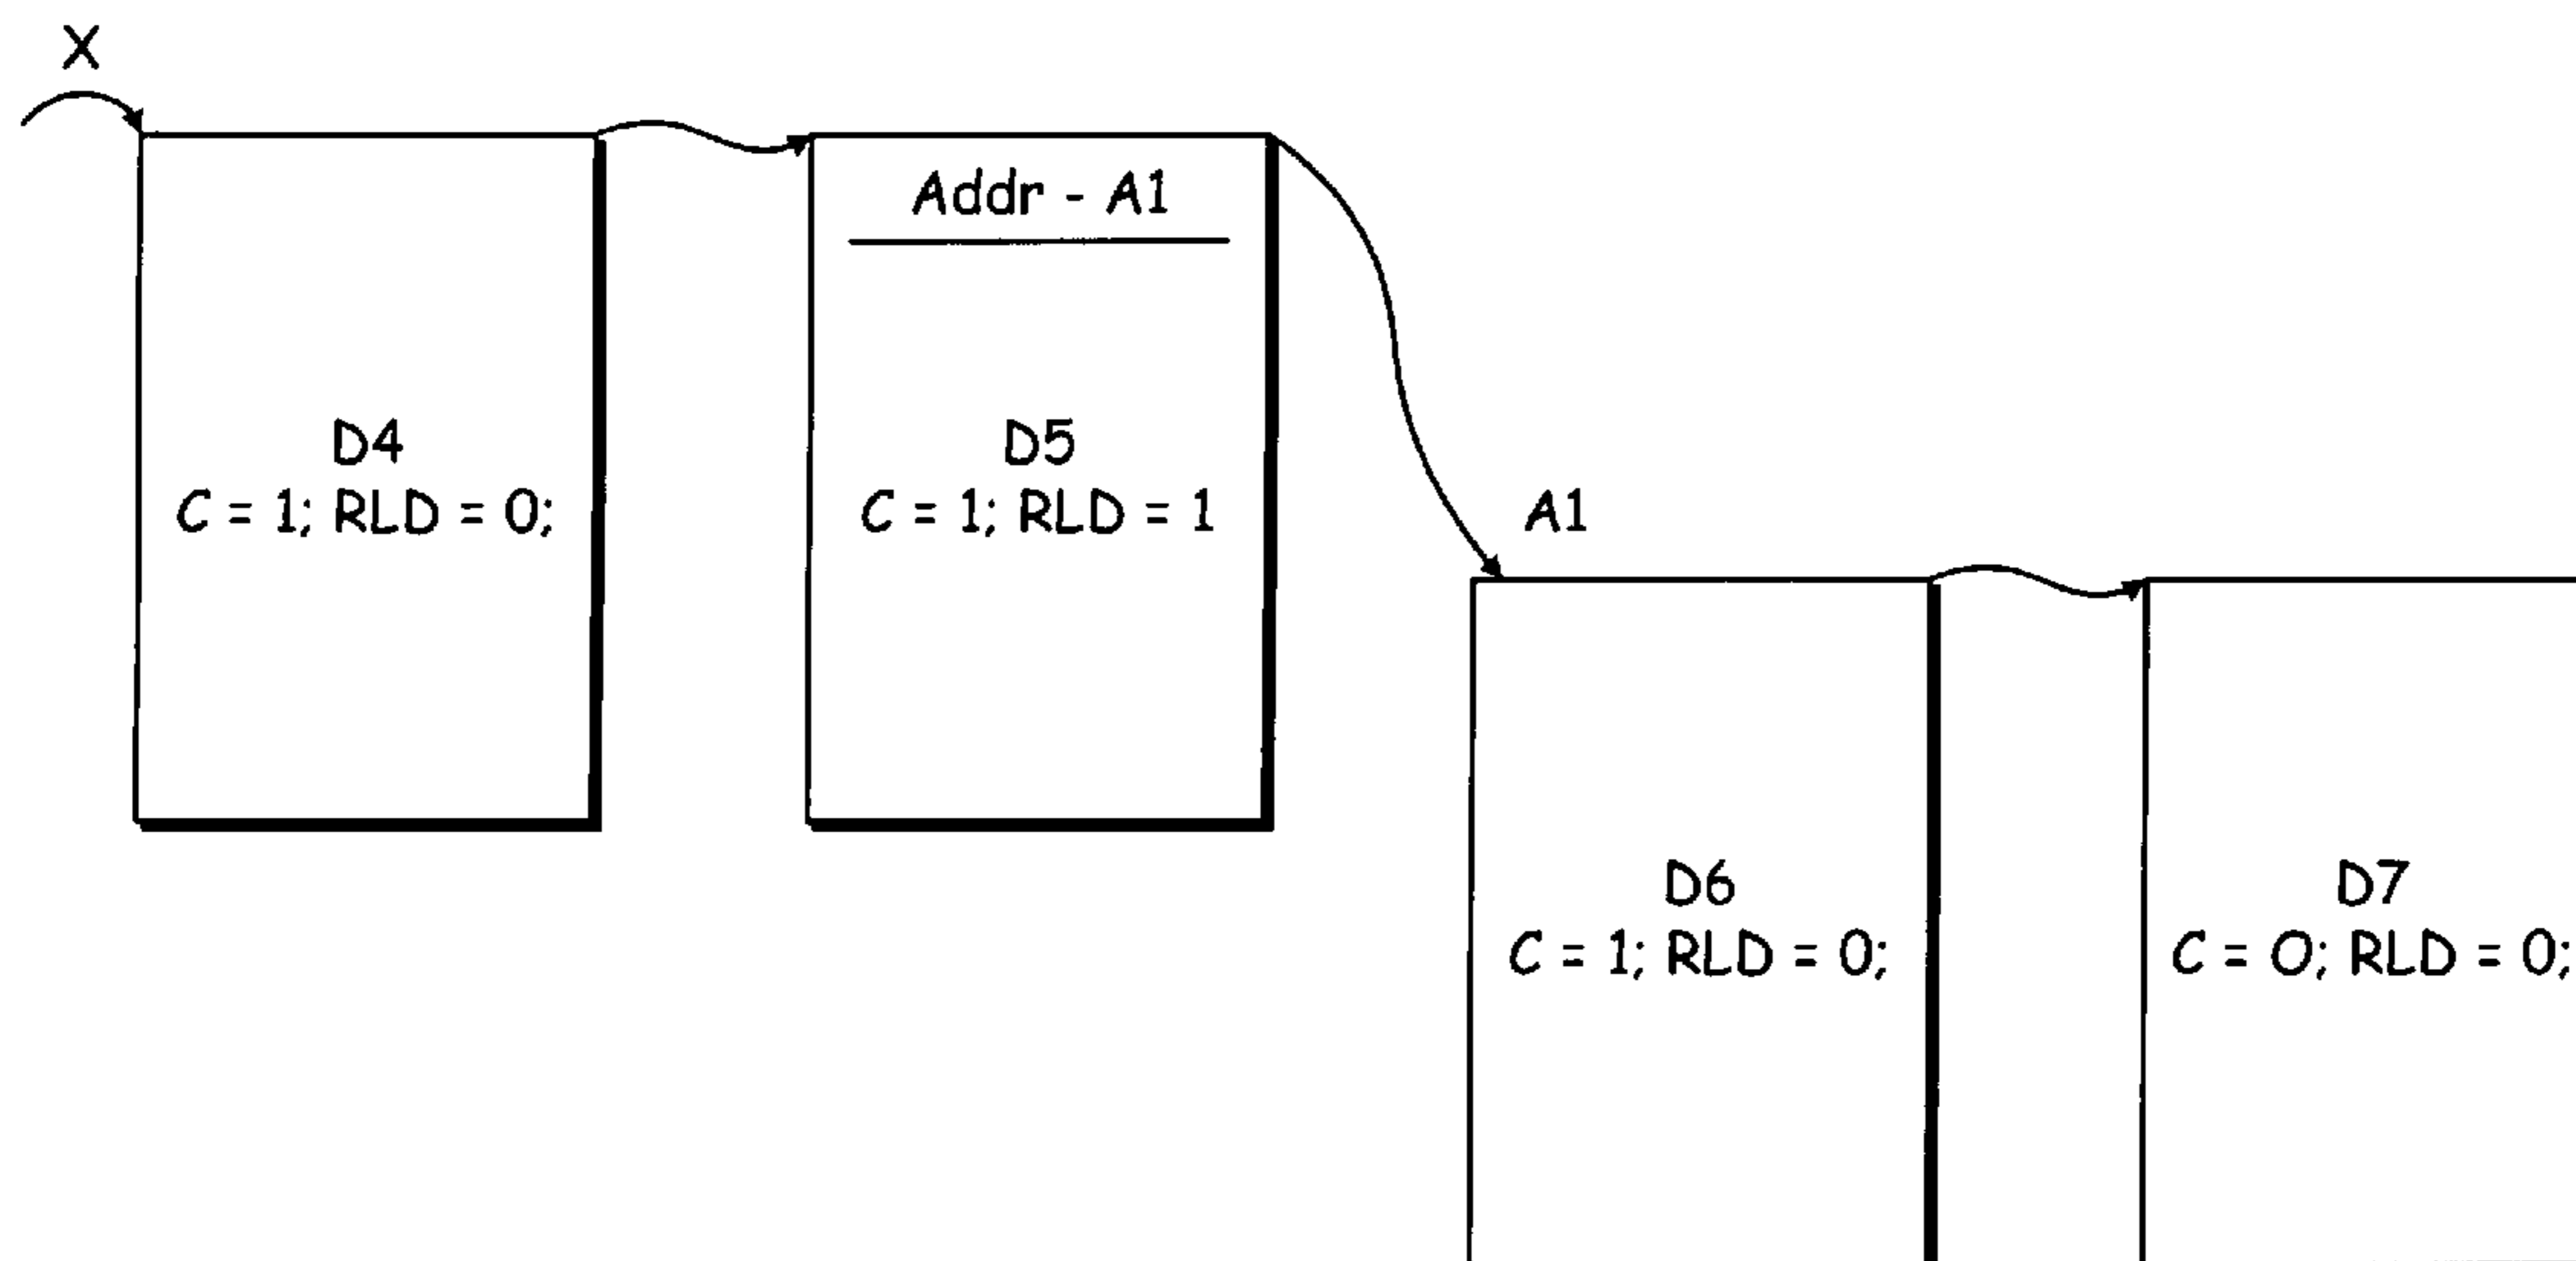 X
Addr - A1
D4
C = 1; RLD = 0;
D5
C = 1; RLD = 1
A1
D6
C = 1; RLD = 0;
D7
C = 0; RLD = 0;